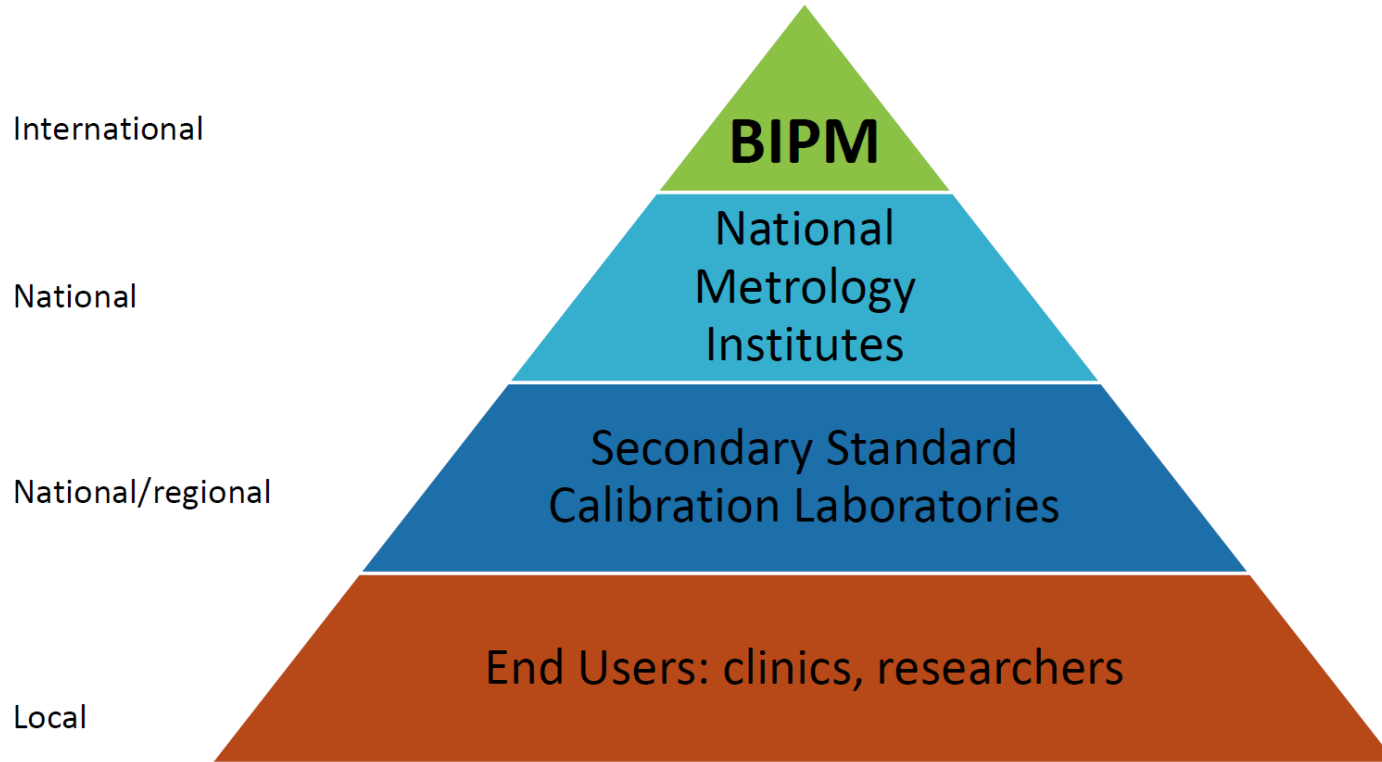 International
BIPM
National
National
Metrology
Institutes
National/regional
Secondary Standard
Calibration Laboratories
End Users: clinics, researchers
Local